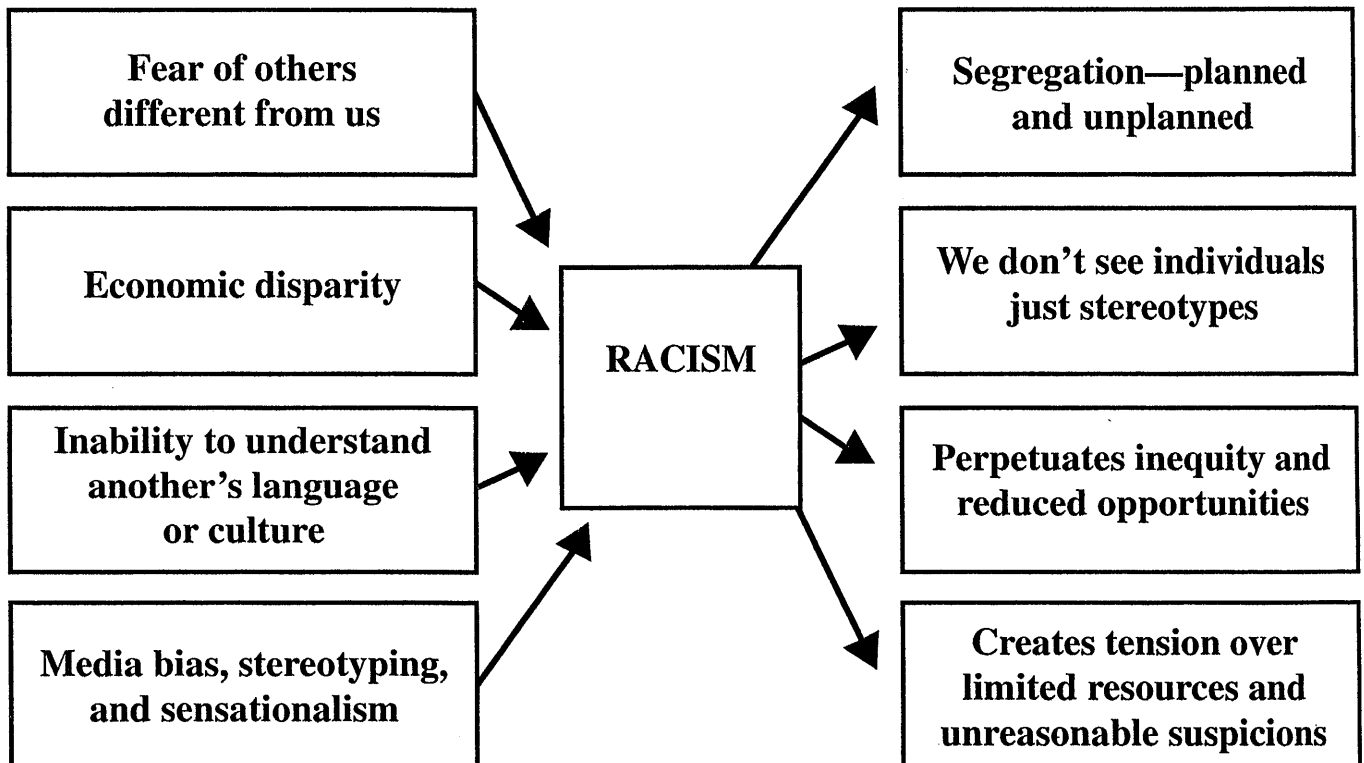 Fear of others
different from us
Economic disparity
Inability to understand
another's language
or culture
Media bias, stereotyping,
and sensationalism
RACISM
Segregation—planned
and unplanned
We don't see individuals
just stereotypes
Perpetuates inequity and
reduced opportunities
Creates tension over
limited resources and
unreasonable suspicions